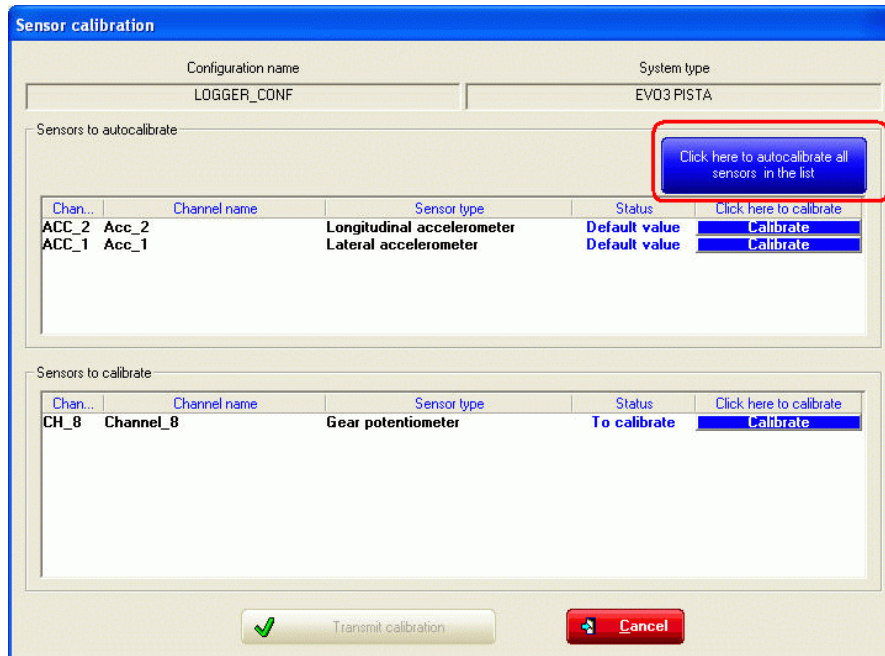 Sensor calibration
Configuration name System type
LOGGER_CONF EVO3 PISTA
Sensors to autocalibrate
Click here to autocalibrate all
sensors in the list
Chan... Channel name Sensor type Status Click here to calibrate
ACC_2 Acc_2 Longitudinal accelerometer Default value Calibrate
ACC_1 Acc_1 Lateral accelerometer Default value Calibrate
Sensors to calibrate
Chan... Channel name Sensor type Status Click here to calibrate
CH_8 Channel_8 Gear potentiometer To calibrate Calibrate
Transmit calibration Cancel